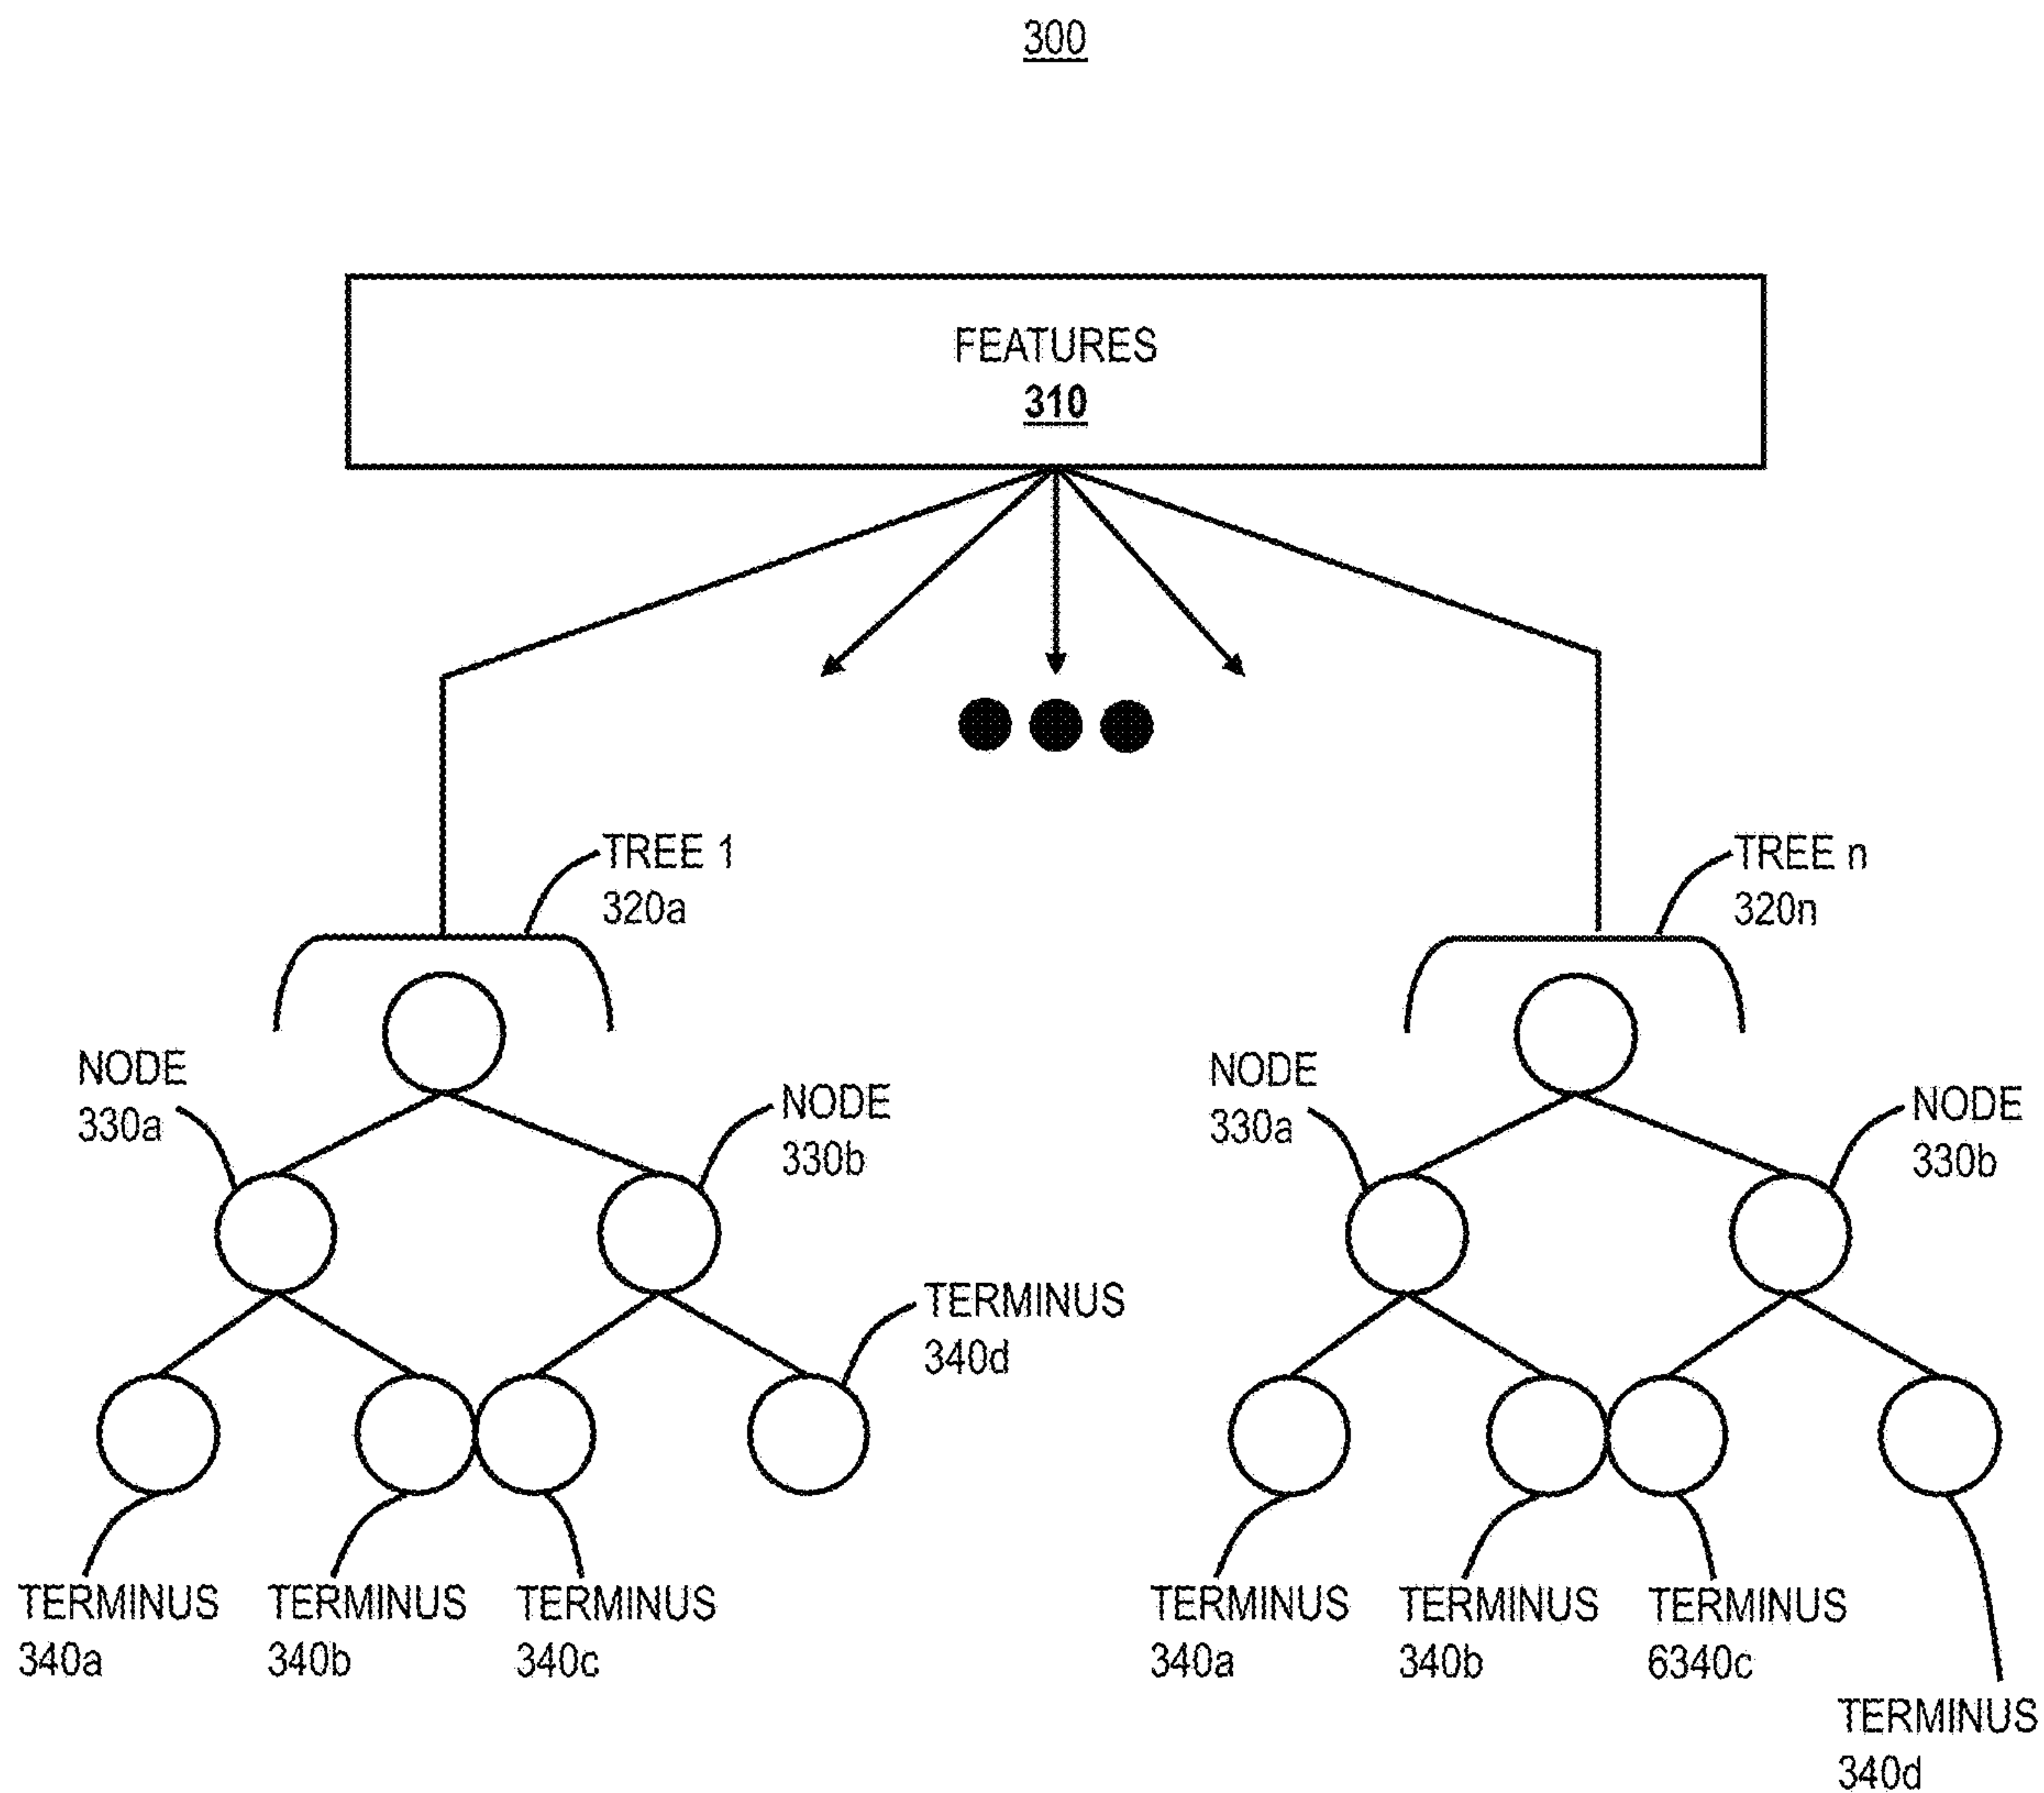 300
FEATURES
310
TREE 1
320a
TREE n
320n
NODE
330a
NODE
330b
NODE
330a
NODE
330b
TERMINUS
340d
TERMINUS
340a
TERMINUS
340b
TERMINUS
340c
TERMINUS
340a
TERMINUS
340b
TERMINUS
6340c
TERMINUS
340d